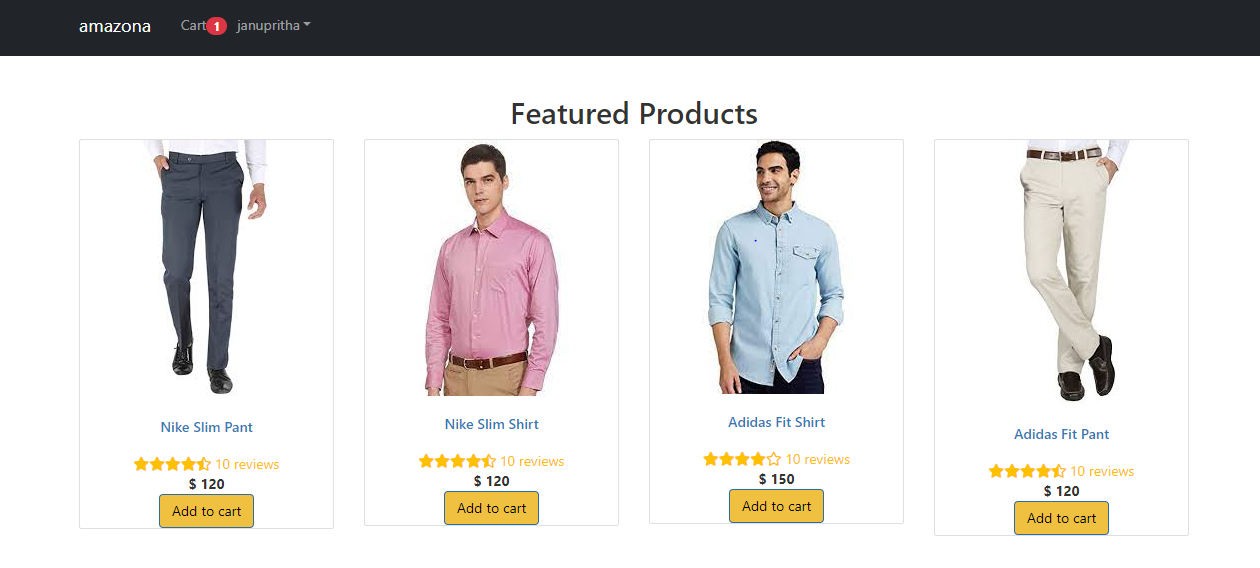 amazona Cart 1 janupritha
Featured Products
Nike Slim Pant
10 reviews
$ 120
Add to cart
Nike Slim Shirt
10 reviews
$ 120
Add to cart
Adidas Fit Shirt
10 reviews
$ 150
Add to cart
Adidas Fit Pant
10 reviews
$ 120
Add to cart